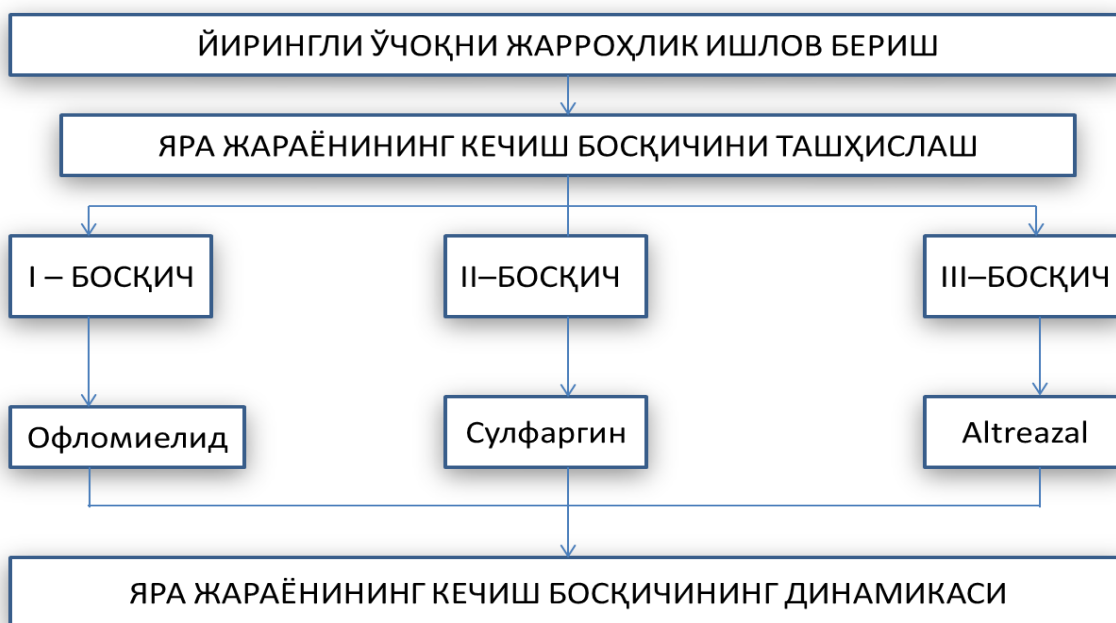 ЙИРИНГЛИ ЎЧОҚНИ ЖАРРОҲЛИК ИШЛОВ БЕРИШ
ЯРА ЖАРАЁНИНИНГ КЕЧИШ БОСҚИЧИНИ ТАШҲИСЛАШ
I – БОСҚИЧ
II–БОСҚИЧ
III–БОСҚИЧ
Офломиелид
Сулфаргин
Altreazal
ЯРА ЖАРАЁНИНИНГ КЕЧИШ БОСҚИЧИНИНГ ДИНАМИКАСИ